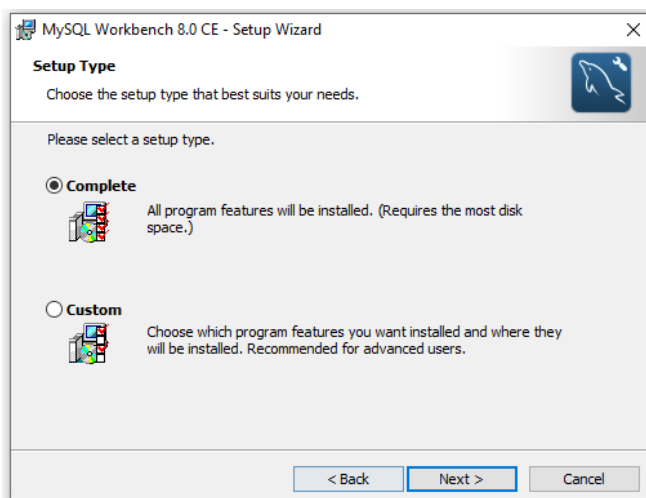 MySQL Workbench 8.0 CE - Setup Wizard
Setup Type
Choose the setup type that best suits your needs.
Please select a setup type.
Complete
All program features will be installed. (Requires the most disk
space.)
Custom
Choose which program features you want installed and where they
will be installed. Recommended for advanced users.
< Back
Next >
Cancel